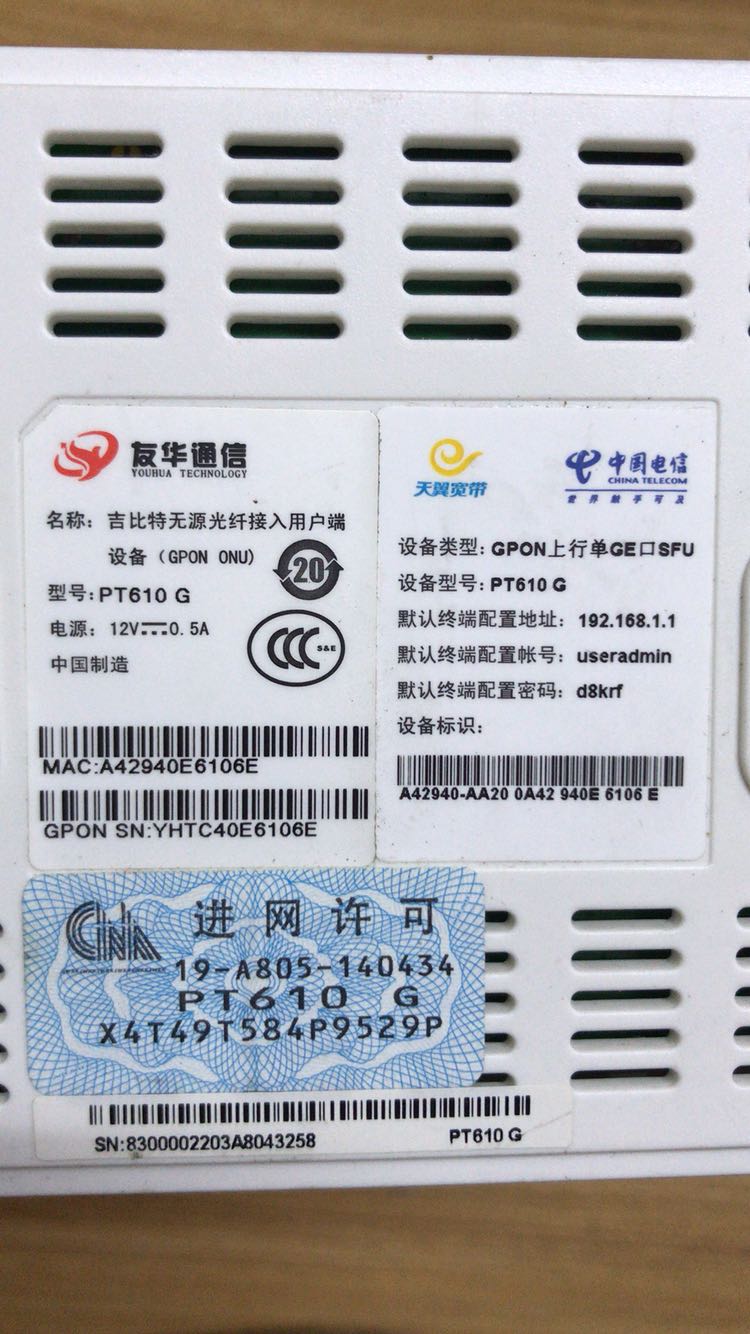 友华通信
YOUHUA TECHNOLOGY
名称：吉比特无源光纤接入用户端
设备（GPON ONU）
20
型号：PT610 G
电源：12V⎓0.5A
CCC S&E
中国制造
MAC:A42940E6106E
GPON SN:YHTC40E6106E
天翼宽带
中国电信
CHINA TELECOM
世界触手可及
设备类型：GPON上行单GE口SFU
设备型号：PT610 G
默认终端配置地址：192.168.1.1
默认终端配置帐号：useradmin
默认终端配置密码：d8krf
设备标识：
A42940-AA20 0A42 940E 6106 E
进网许可
19-A805-140434
PT610 G
X4T49T584P9529P
SN:8300002203A8043258
PT610 G